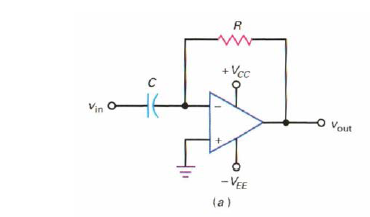 R
+V_CC
C
v_in
−
+
v_out
−V_EE
(a)